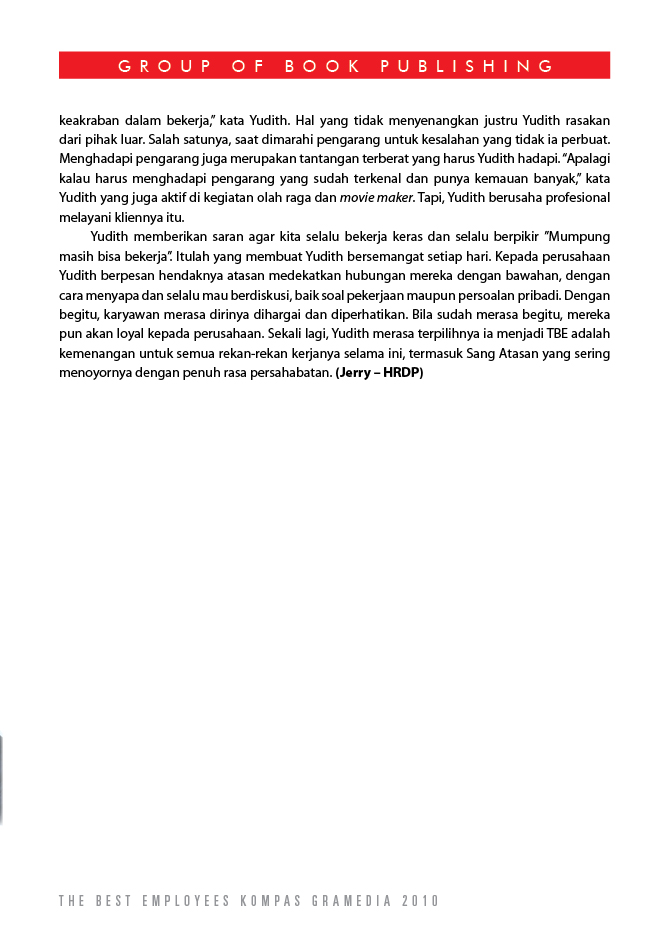 GROUP OF BOOK PUBLISHING
keakraban dalam bekerja,” kata Yudith. Hal yang tidak menyenangkan justru Yudith rasakan
dari pihak luar. Salah satunya, saat dimarahi pengarang untuk kesalahan yang tidak ia perbuat.
Menghadapi pengarang juga merupakan tantangan terberat yang harus Yudith hadapi. “Apalagi
kalau harus menghadapi pengarang yang sudah terkenal dan punya kemauan banyak,” kata
Yudith yang juga aktif di kegiatan olah raga dan movie maker. Tapi, Yudith berusaha profesional
melayani kliennya itu.
Yudith memberikan saran agar kita selalu bekerja keras dan selalu berpikir “Mumpung
masih bisa bekerja”. Itulah yang membuat Yudith bersemangat setiap hari. Kepada perusahaan
Yudith berpesan hendaknya atasan medekatkan hubungan mereka dengan bawahan, dengan
cara menyapa dan selalu mau berdiskusi, baik soal pekerjaan maupun persoalan pribadi. Dengan
begitu, karyawan merasa dirinya dihargai dan diperhatikan. Bila sudah merasa begitu, mereka
pun akan loyal kepada perusahaan. Sekali lagi, Yudith merasa terpilihnya ia menjadi TBE adalah
kemenangan untuk semua rekan-rekan kerjanya selama ini, termasuk Sang Atasan yang sering
menoyornya dengan penuh rasa persahabatan. (Jerry – HRDP)
THE BEST EMPLOYEES KOMPAS GRAMEDIA 2010